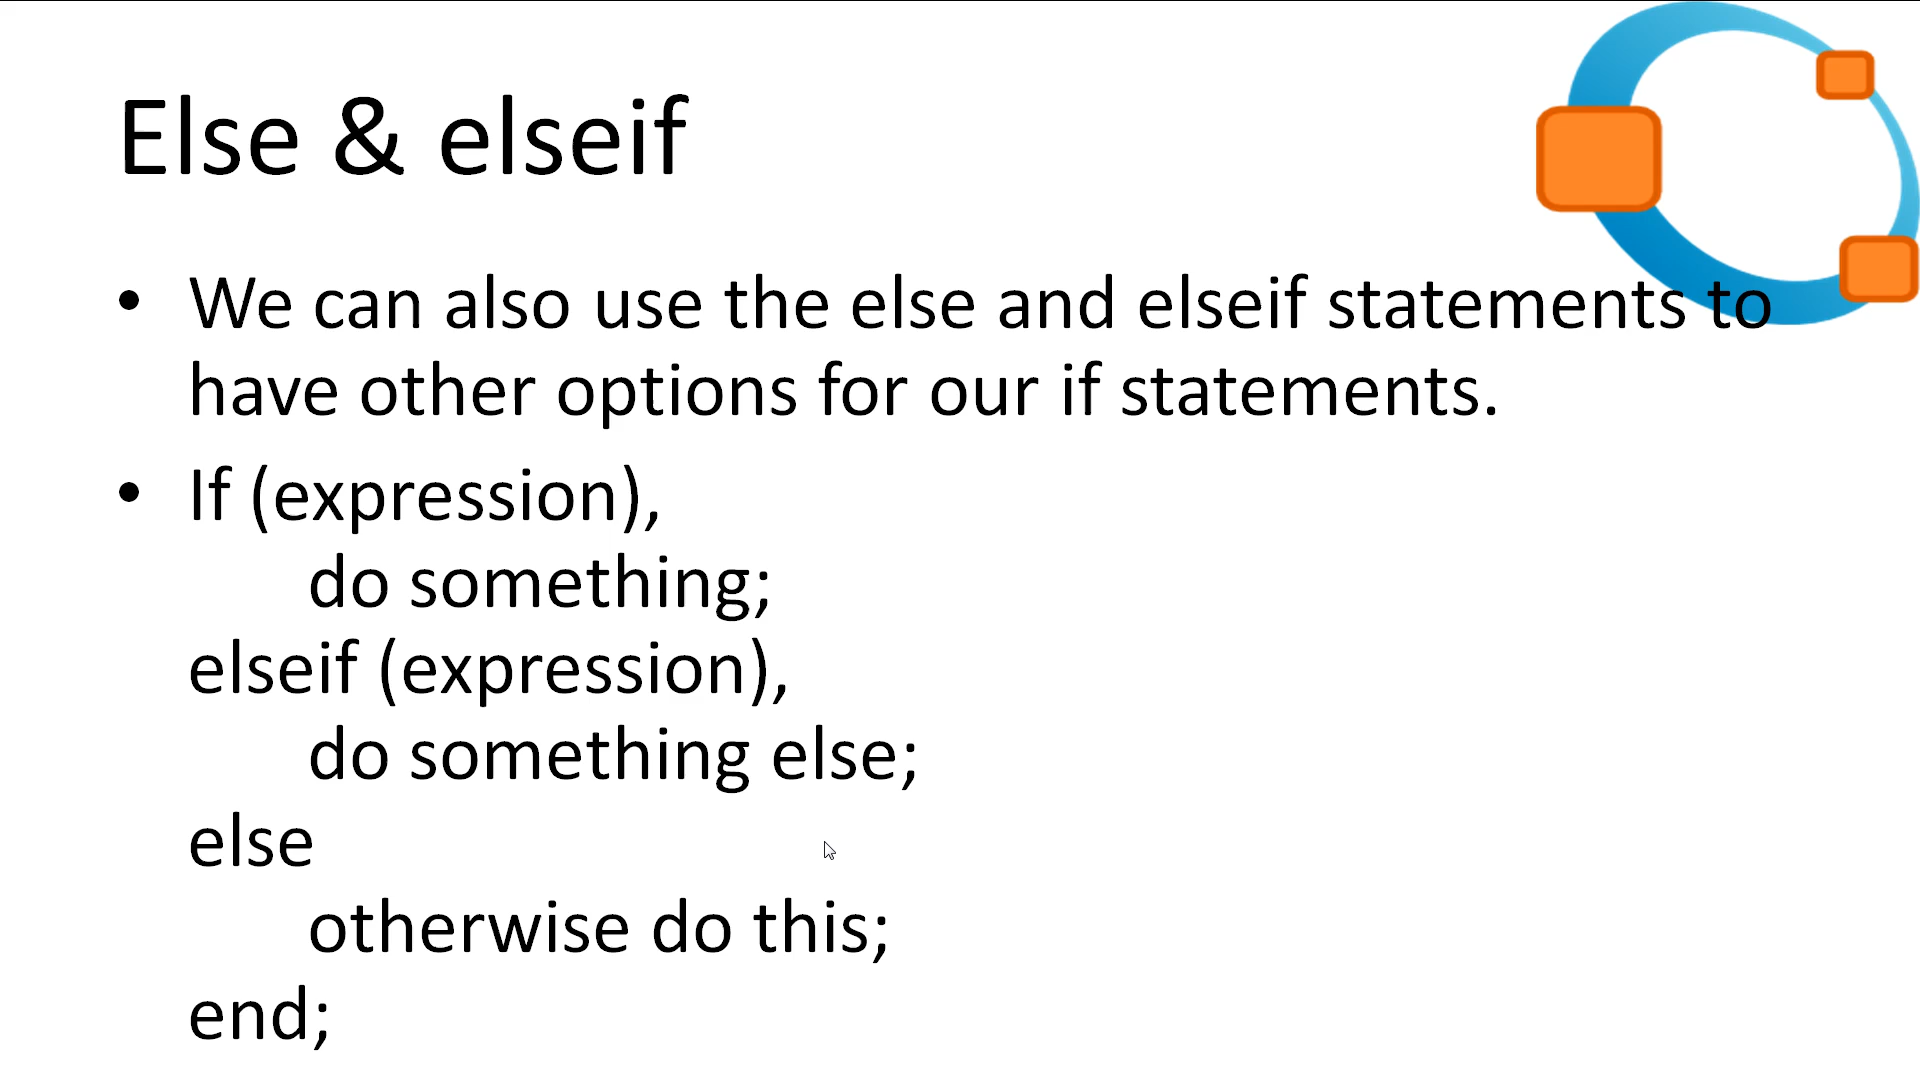 Else & elseif
• We can also use the else and elseif statements to
have other options for our if statements.
• If (expression),
do something;
elseif (expression),
do something else;
else
otherwise do this;
end;